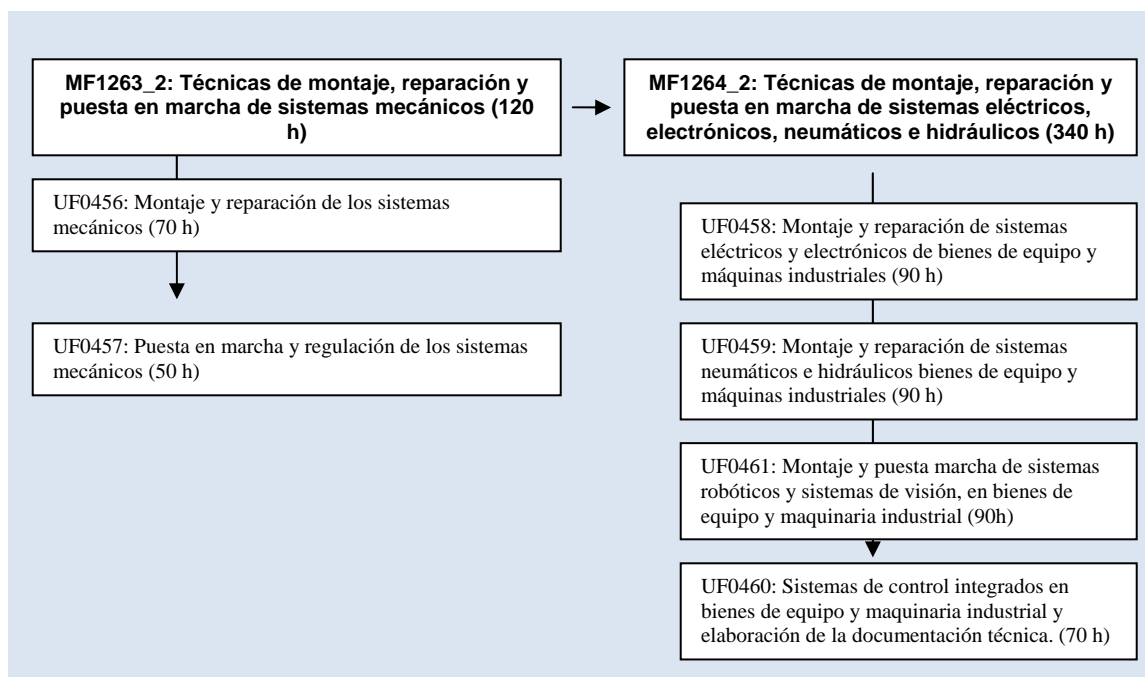 MF1263_2: Técnicas de montaje, reparación y
puesta en marcha de sistemas mecánicos (120
h)
UF0456: Montaje y reparación de los sistemas
mecánicos (70 h)
UF0457: Puesta en marcha y regulación de los sistemas
mecánicos (50 h)
MF1264_2: Técnicas de montaje, reparación y
puesta en marcha de sistemas eléctricos,
electrónicos, neumáticos e hidráulicos (340 h)
UF0458: Montaje y reparación de sistemas
eléctricos y electrónicos de bienes de equipo y
máquinas industriales (90 h)
UF0459: Montaje y reparación de sistemas
neumáticos e hidráulicos bienes de equipo y
máquinas industriales (90 h)
UF0461: Montaje y puesta marcha de sistemas
robóticos y sistemas de visión, en bienes de
equipo y maquinaria industrial (90h)
UF0460: Sistemas de control integrados en
bienes de equipo y maquinaria industrial y
elaboración de la documentación técnica. (70 h)